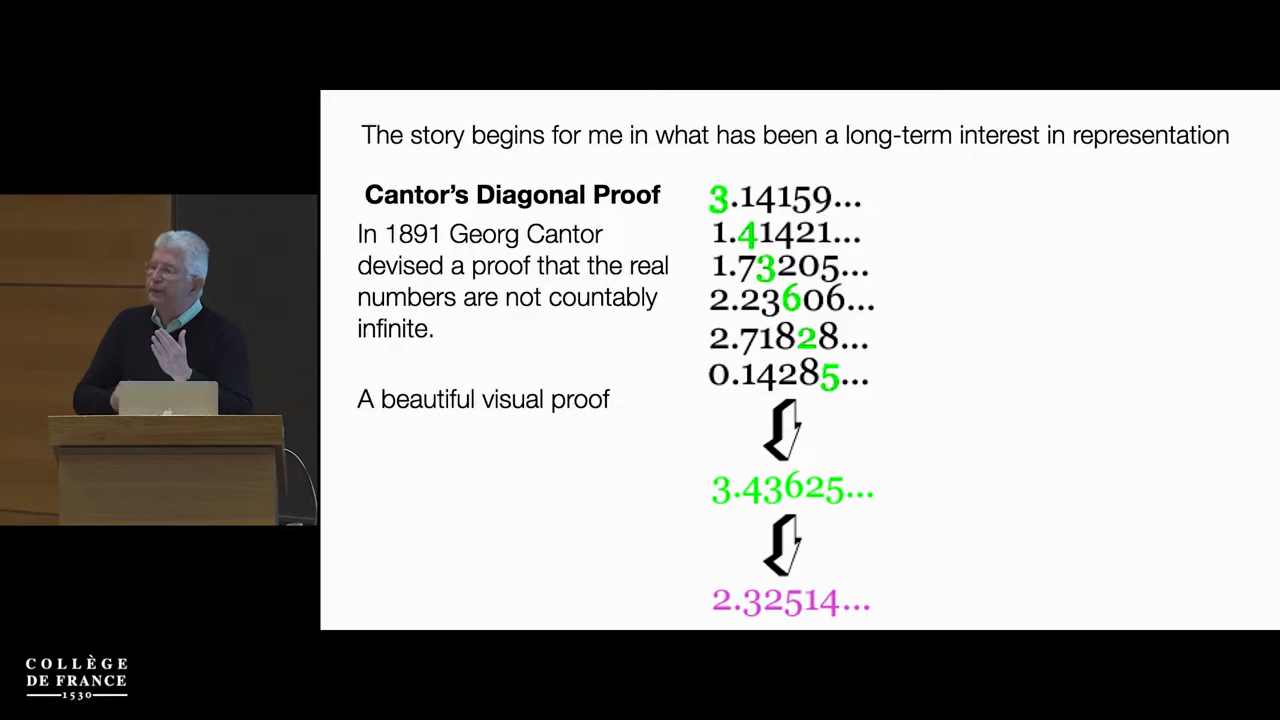 The story begins for me in what has been a long-term interest in representation
Cantor's Diagonal Proof
In 1891 Georg Cantor
devised a proof that the real
numbers are not countably
infinite.
A beautiful visual proof
3.14159...
1.41421...
1.73205...
2.23606...
2.71828...
0.14285...
3.43625...
2.32514...
COLLÈGE
DE FRANCE
1530